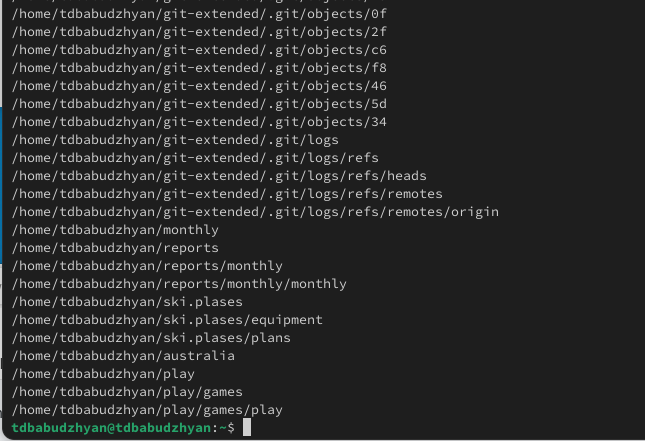 /home/tdbabudzhyan/git-extended/.git/objects/0f
/home/tdbabudzhyan/git-extended/.git/objects/2f
/home/tdbabudzhyan/git-extended/.git/objects/c6
/home/tdbabudzhyan/git-extended/.git/objects/f8
/home/tdbabudzhyan/git-extended/.git/objects/46
/home/tdbabudzhyan/git-extended/.git/objects/5d
/home/tdbabudzhyan/git-extended/.git/objects/34
/home/tdbabudzhyan/git-extended/.git/logs
/home/tdbabudzhyan/git-extended/.git/logs/refs
/home/tdbabudzhyan/git-extended/.git/logs/refs/heads
/home/tdbabudzhyan/git-extended/.git/logs/refs/remotes
/home/tdbabudzhyan/git-extended/.git/logs/refs/remotes/origin
/home/tdbabudzhyan/monthly
/home/tdbabudzhyan/reports
/home/tdbabudzhyan/reports/monthly
/home/tdbabudzhyan/reports/monthly/monthly
/home/tdbabudzhyan/ski.plases
/home/tdbabudzhyan/ski.plases/equipment
/home/tdbabudzhyan/ski.plases/plans
/home/tdbabudzhyan/australia
/home/tdbabudzhyan/play
/home/tdbabudzhyan/play/games
/home/tdbabudzhyan/play/games/play
tdbabudzhyan@tdbabudzhyan:~$